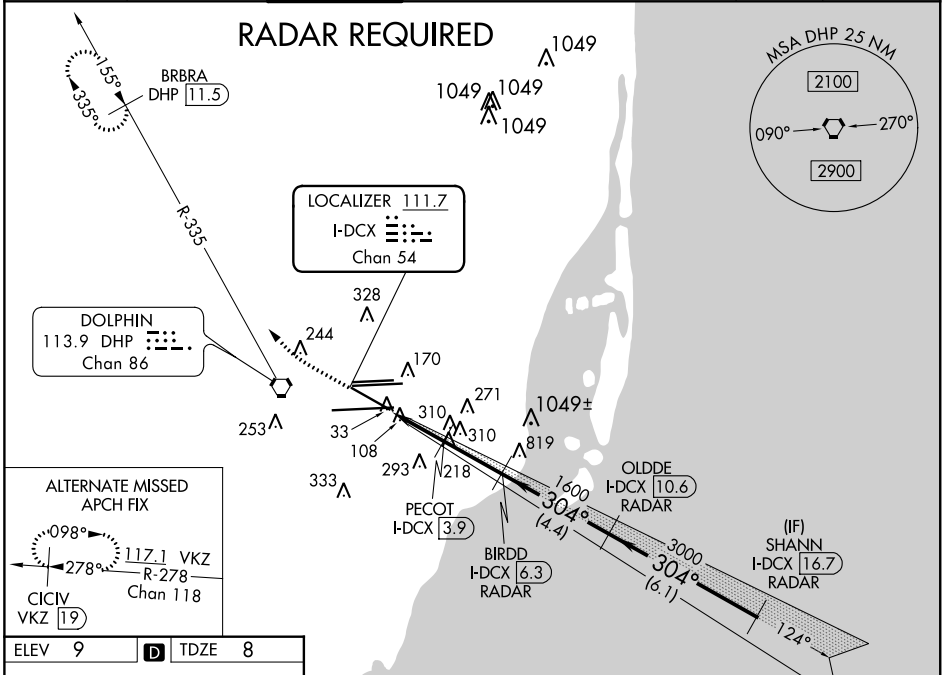 RADAR REQUIRED
1049
1049
1049
1049
MSA DHP 25 NM
2100
090°
270°
2900
155°
335°
BRBRA
DHP 11.5
R-335
LOCALIZER 111.7
I-DCX
Chan 54
DOLPHIN
113.9 DHP
Chan 86
328
244
170
271
1049±
253
33
310
310
819
108
293
218
333
PECOT
I-DCX 3.9
BIRDD
I-DCX 6.3
RADAR
1600
304°
(4.4)
OLDDE
I-DCX 10.6
RADAR
3000
304°
(6.1)
(IF)
SHANN
I-DCX 16.7
RADAR
124°
ALTERNATE MISSED
APCH FIX
098°
278°
117.1 VKZ
R-278
Chan 118
CICIV
VKZ 19
ELEV 9 D TDZE 8